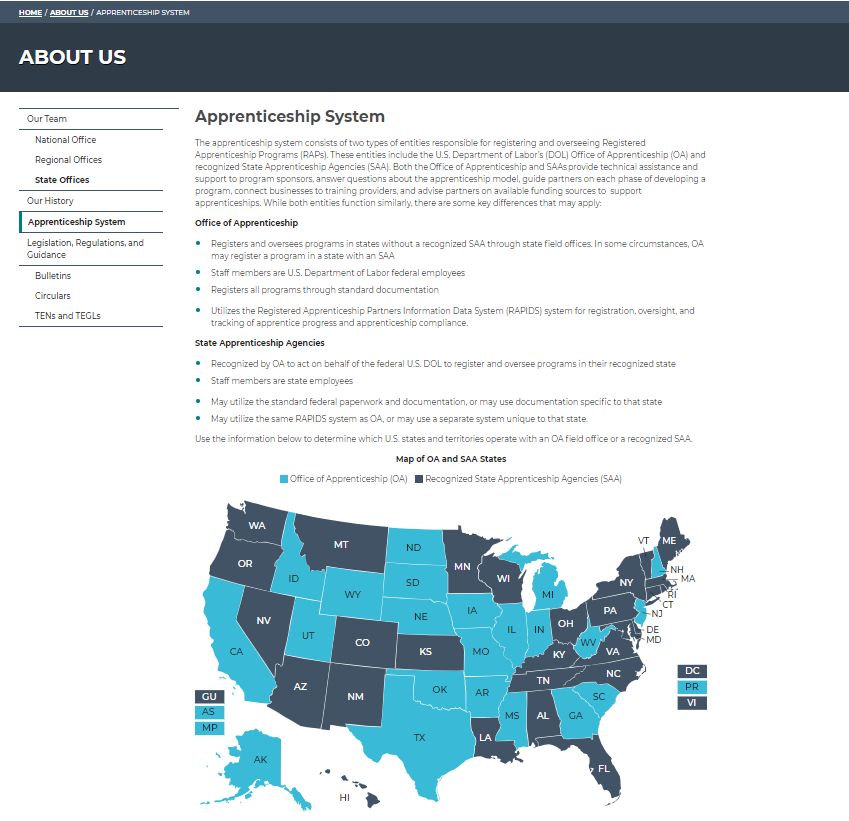 HOME / ABOUT US / APPRENTICESHIP SYSTEM
ABOUT US
Our Team
National Office
Regional Offices
State Offices
Our History
Apprenticeship System
Legislation, Regulations, and
Guidance
Bulletins
Circulars
TENs and TEGLs
Apprenticeship System
The apprenticeship system consists of two types of entities responsible for registering and overseeing Registered
Apprenticeship Programs (RAPs). These entities include the U.S. Department of Labor's (DOL) Office of Apprenticeship (OA) and
recognized State Apprenticeship Agencies (SAA). Both the Office of Apprenticeship and SAAs provide technical assistance and
support to program sponsors, answer questions about the apprenticeship model, guide partners on each phase of developing a
program, connect businesses to training providers, and advise partners on available funding sources to support
apprenticeships. While both entities function similarly, there are some key differences that may apply:
Office of Apprenticeship
Registers and oversees programs in states without a recognized SAA through state field offices. In some circumstances, OA
may register a program in a state with an SAA
Staff members are U.S. Department of Labor federal employees
Registers all programs through standard documentation
Utilizes the Registered Apprenticeship Partners Information Data System (RAPIDS) system for registration, oversight, and
tracking of apprentice progress and apprenticeship compliance.
State Apprenticeship Agencies
Recognized by OA to act on behalf of the federal U.S. DOL to register and oversee programs in their recognized state
Staff members are state employees
May utilize the standard federal paperwork and documentation, or may use documentation specific to that state
May utilize the same RAPIDS system as OA, or may use a separate system unique to that state.
Use the information below to determine which U.S. states and territories operate with an OA field office or a recognized SAA.
Map of OA and SAA States
Office of Apprenticeship (OA) Recognized State Apprenticeship Agencies (SAA)
WA
MT
ND
MN
VT
ME
OR
ID
SD
WI
MI
NY
NH
MA
RI
CT
WY
NE
IA
PA
NJ
NV
UT
CO
KS
MO
IL
IN
OH
WV
DE
MD
CA
KY
VA
AZ
NM
OK
AR
TN
NC
DC
PR
VI
GU
AS
MP
TX
LA
MS
AL
GA
SC
FL
AK
HI